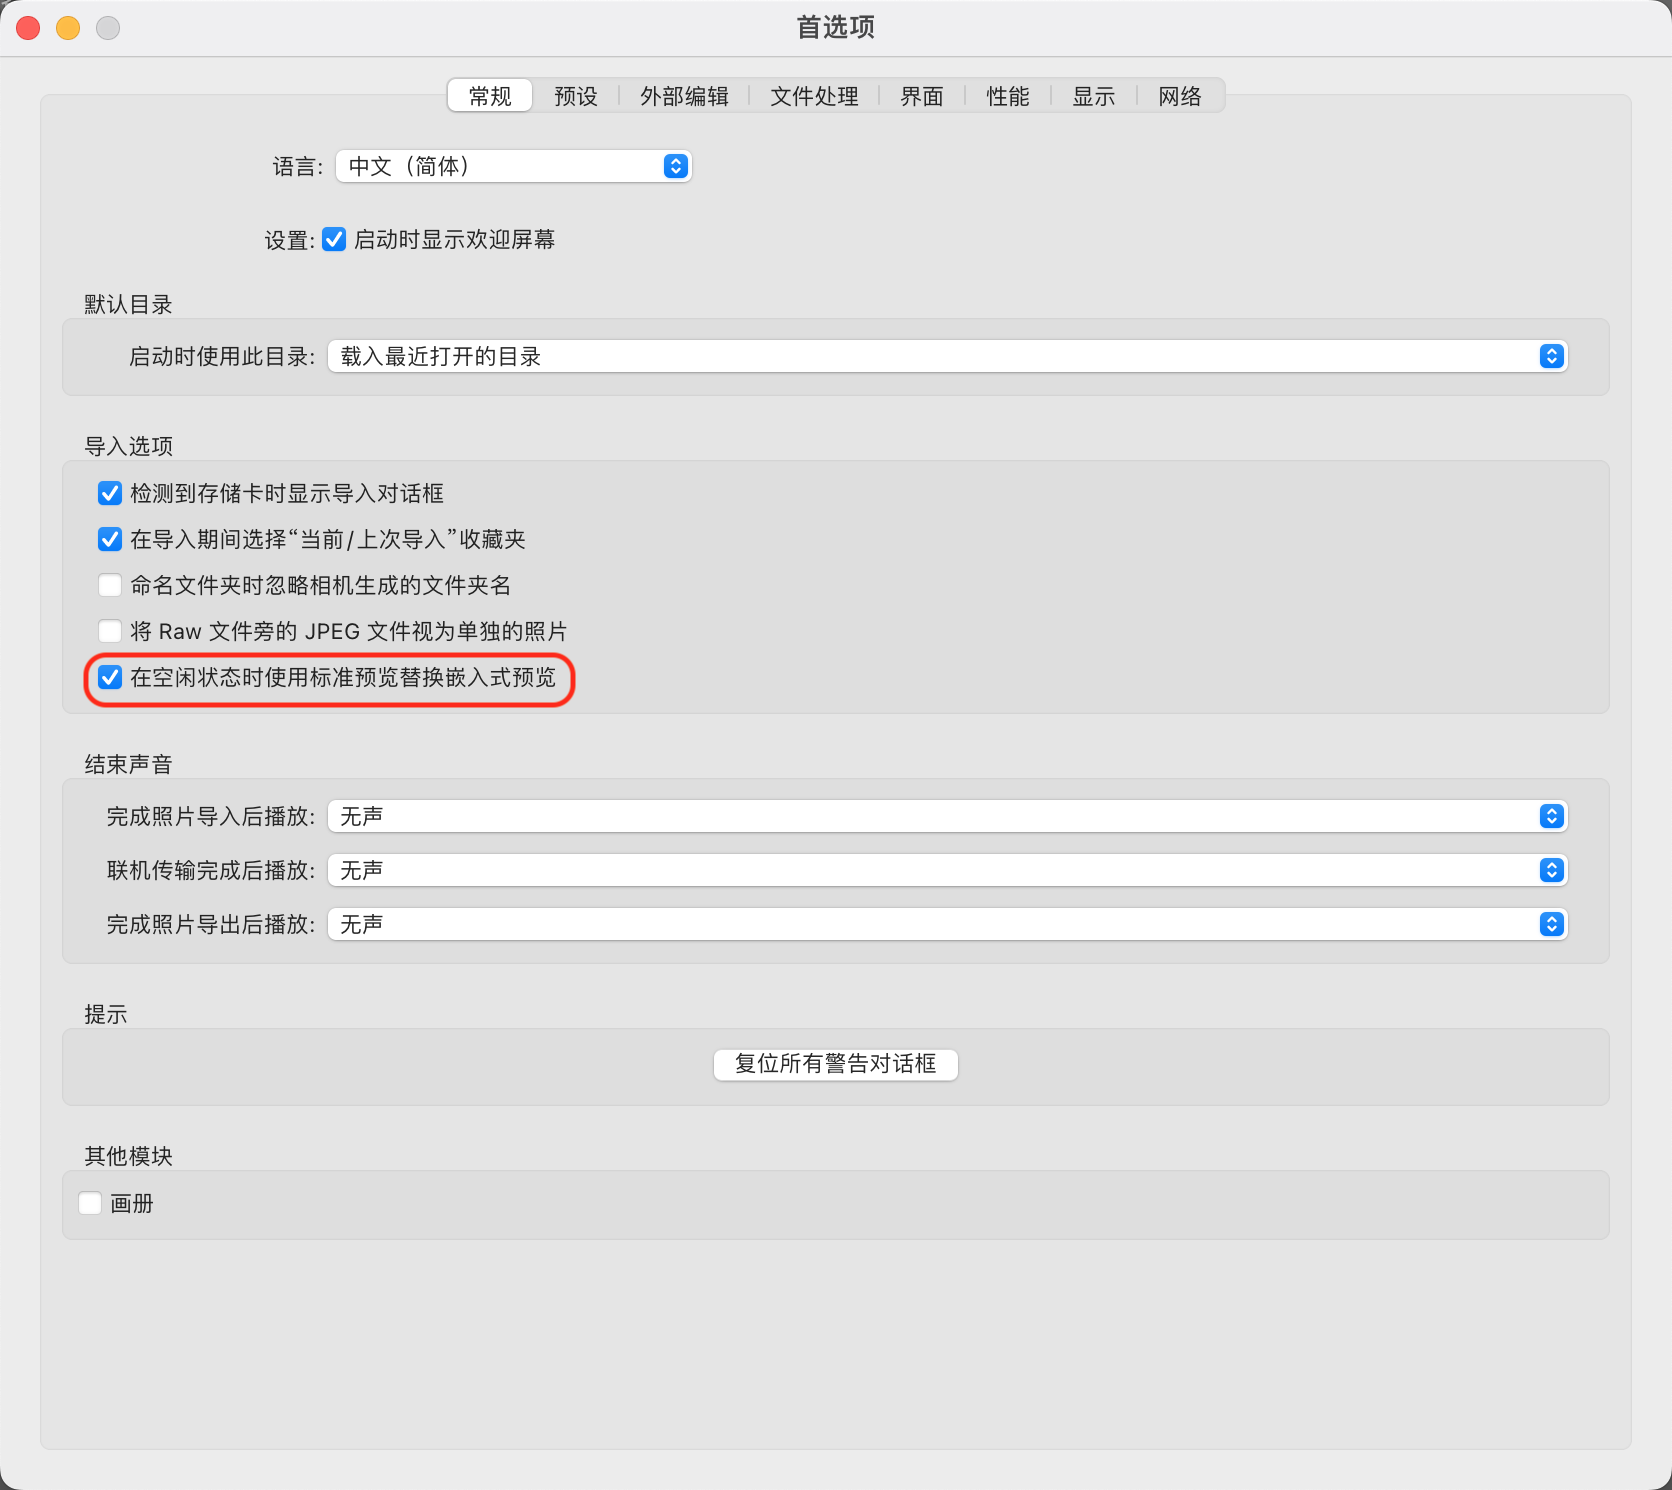 首选项
常规 预设 外部编辑 文件处理 界面 性能 显示 网络
语言: 中文（简体）
设置: 启动时显示欢迎屏幕
默认目录
启动时使用此目录: 载入最近打开的目录
导入选项
检测到存储卡时显示导入对话框
在导入期间选择“当前/上次导入”收藏夹
命名文件夹时忽略相机生成的文件夹名
将 Raw 文件旁的 JPEG 文件视为单独的照片
在空闲状态时使用标准预览替换嵌入式预览
结束声音
完成照片导入后播放: 无声
联机传输完成后播放: 无声
完成照片导出后播放: 无声
提示
复位所有警告对话框
其他模块
画册